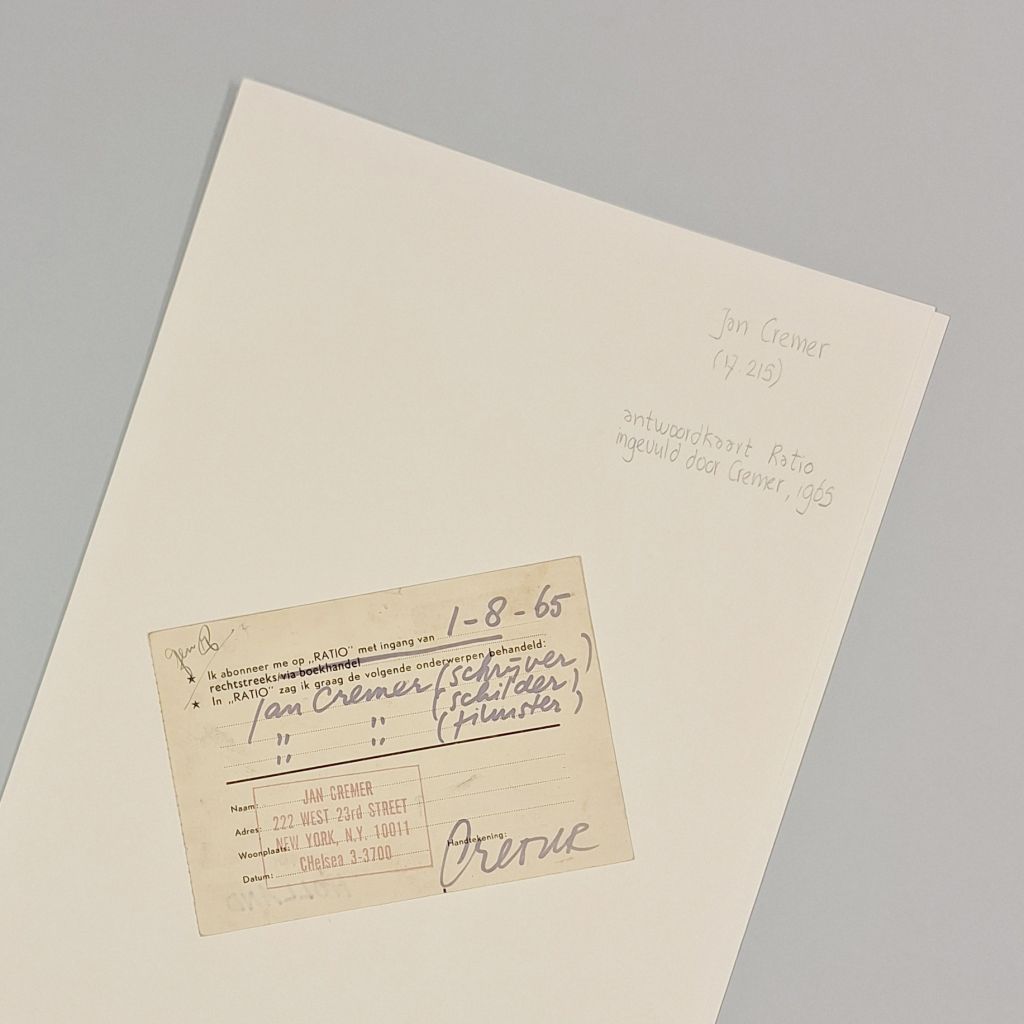 Jan Cremer
(17.215)
antwoordkaart Ratio
ingevuld door Cremer, 1965
★ Ik abonneer me op „RATIO” met ingang van 1-8-65
rechtstreeks/via boekhandel
★ In „RATIO” zag ik graag de volgende onderwerpen behandeld:
Jan Cremer (schrijver)
" " (schilder)
" " (filmster)
Naam:
Adres:
Woonplaats:
Datum:
JAN CREMER
222 WEST 23rd STREET
NEW YORK, N.Y. 10011
CHelsea 3-3700
Handtekening:
Cremer